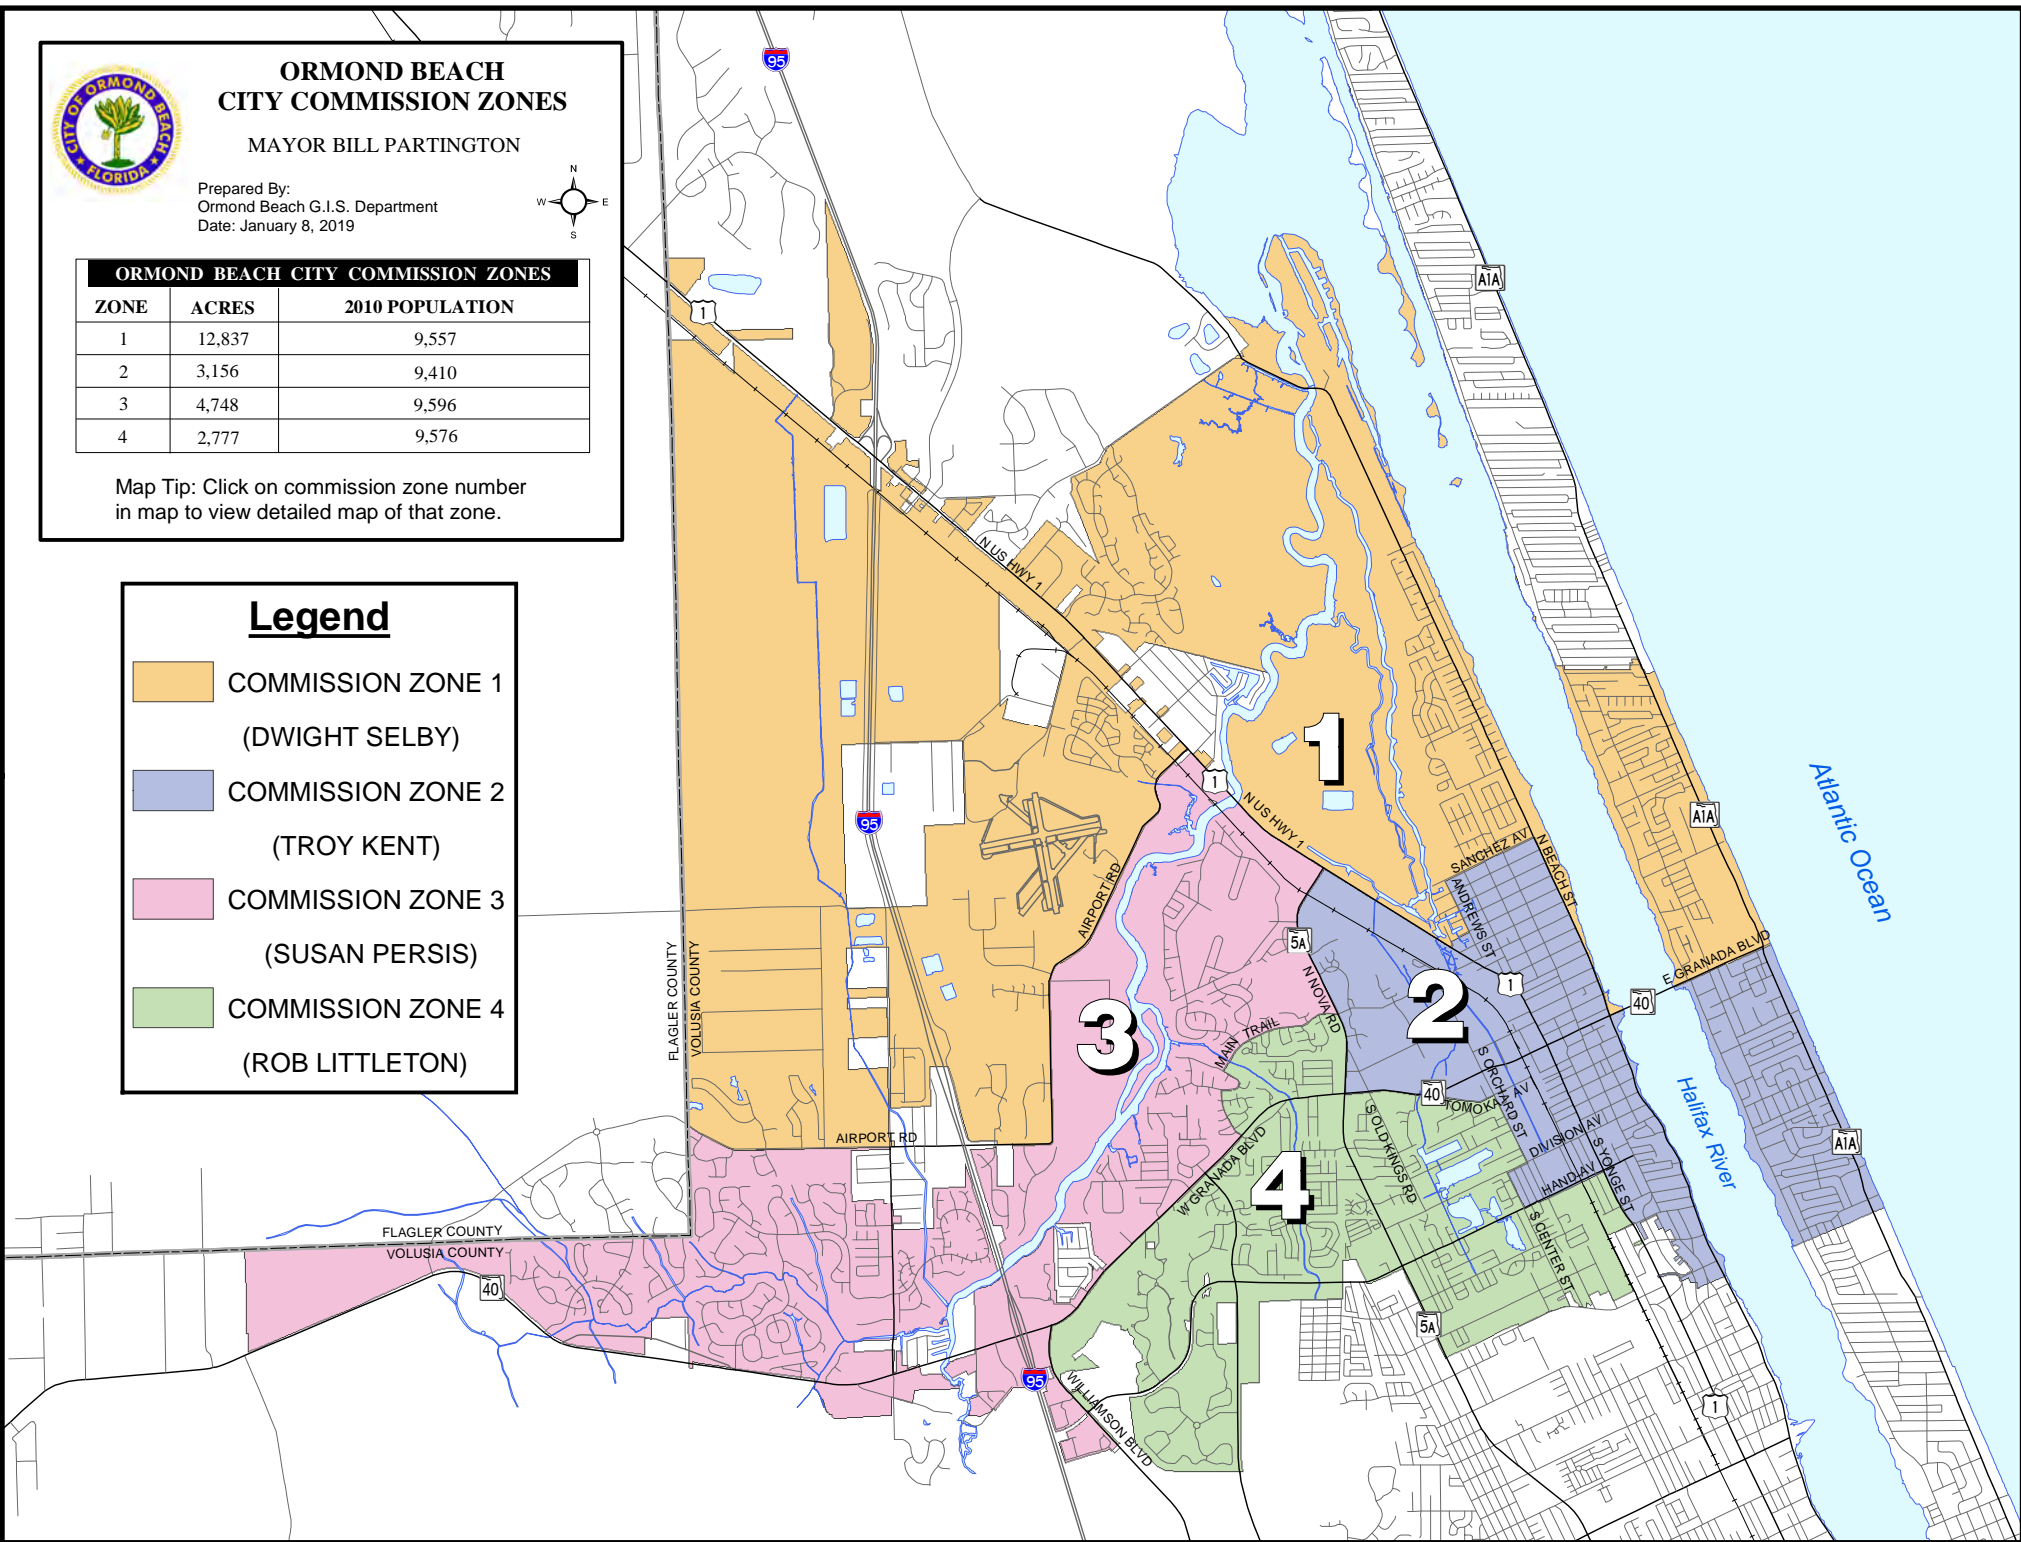 ORMOND BEACH
CITY COMMISSION ZONES
MAYOR BILL PARTINGTON
CITY OF ORMOND BEACH
FLORIDA
Prepared By:
Ormond Beach G.I.S. Department
Date: January 8, 2019
N
W E
S
ORMOND BEACH CITY COMMISSION ZONES
ZONE ACRES 2010 POPULATION
1 12,837 9,557
2 3,156 9,410
3 4,748 9,596
4 2,777 9,576
Map Tip: Click on commission zone number
in map to view detailed map of that zone.
Legend
COMMISSION ZONE 1
(DWIGHT SELBY)
COMMISSION ZONE 2
(TROY KENT)
COMMISSION ZONE 3
(SUSAN PERSIS)
COMMISSION ZONE 4
(ROB LITTLETON)
95
A1A
1
N US HWY 1
1
Atlantic Ocean
1
N US HWY 1
A1A
95
SANCHEZ AV
N BEACH ST
ANDREWS ST
AIRPORT RD
5A
E GRANADA BLVD
FLAGLER COUNTY
VOLUSIA COUNTY
N NOVA RD
2
1
40
3
MAIN TRAIL
S ORCHARD ST
40
TOMOKA AV
Halifax River
AIRPORT RD
S OLD KINGS RD
DIVISION AV
S YONGE ST
A1A
W GRANADA BLVD
4
HAND AV
S CENTER ST
FLAGLER COUNTY
VOLUSIA COUNTY
40
5A
95
WILLIAMSON BLVD
1